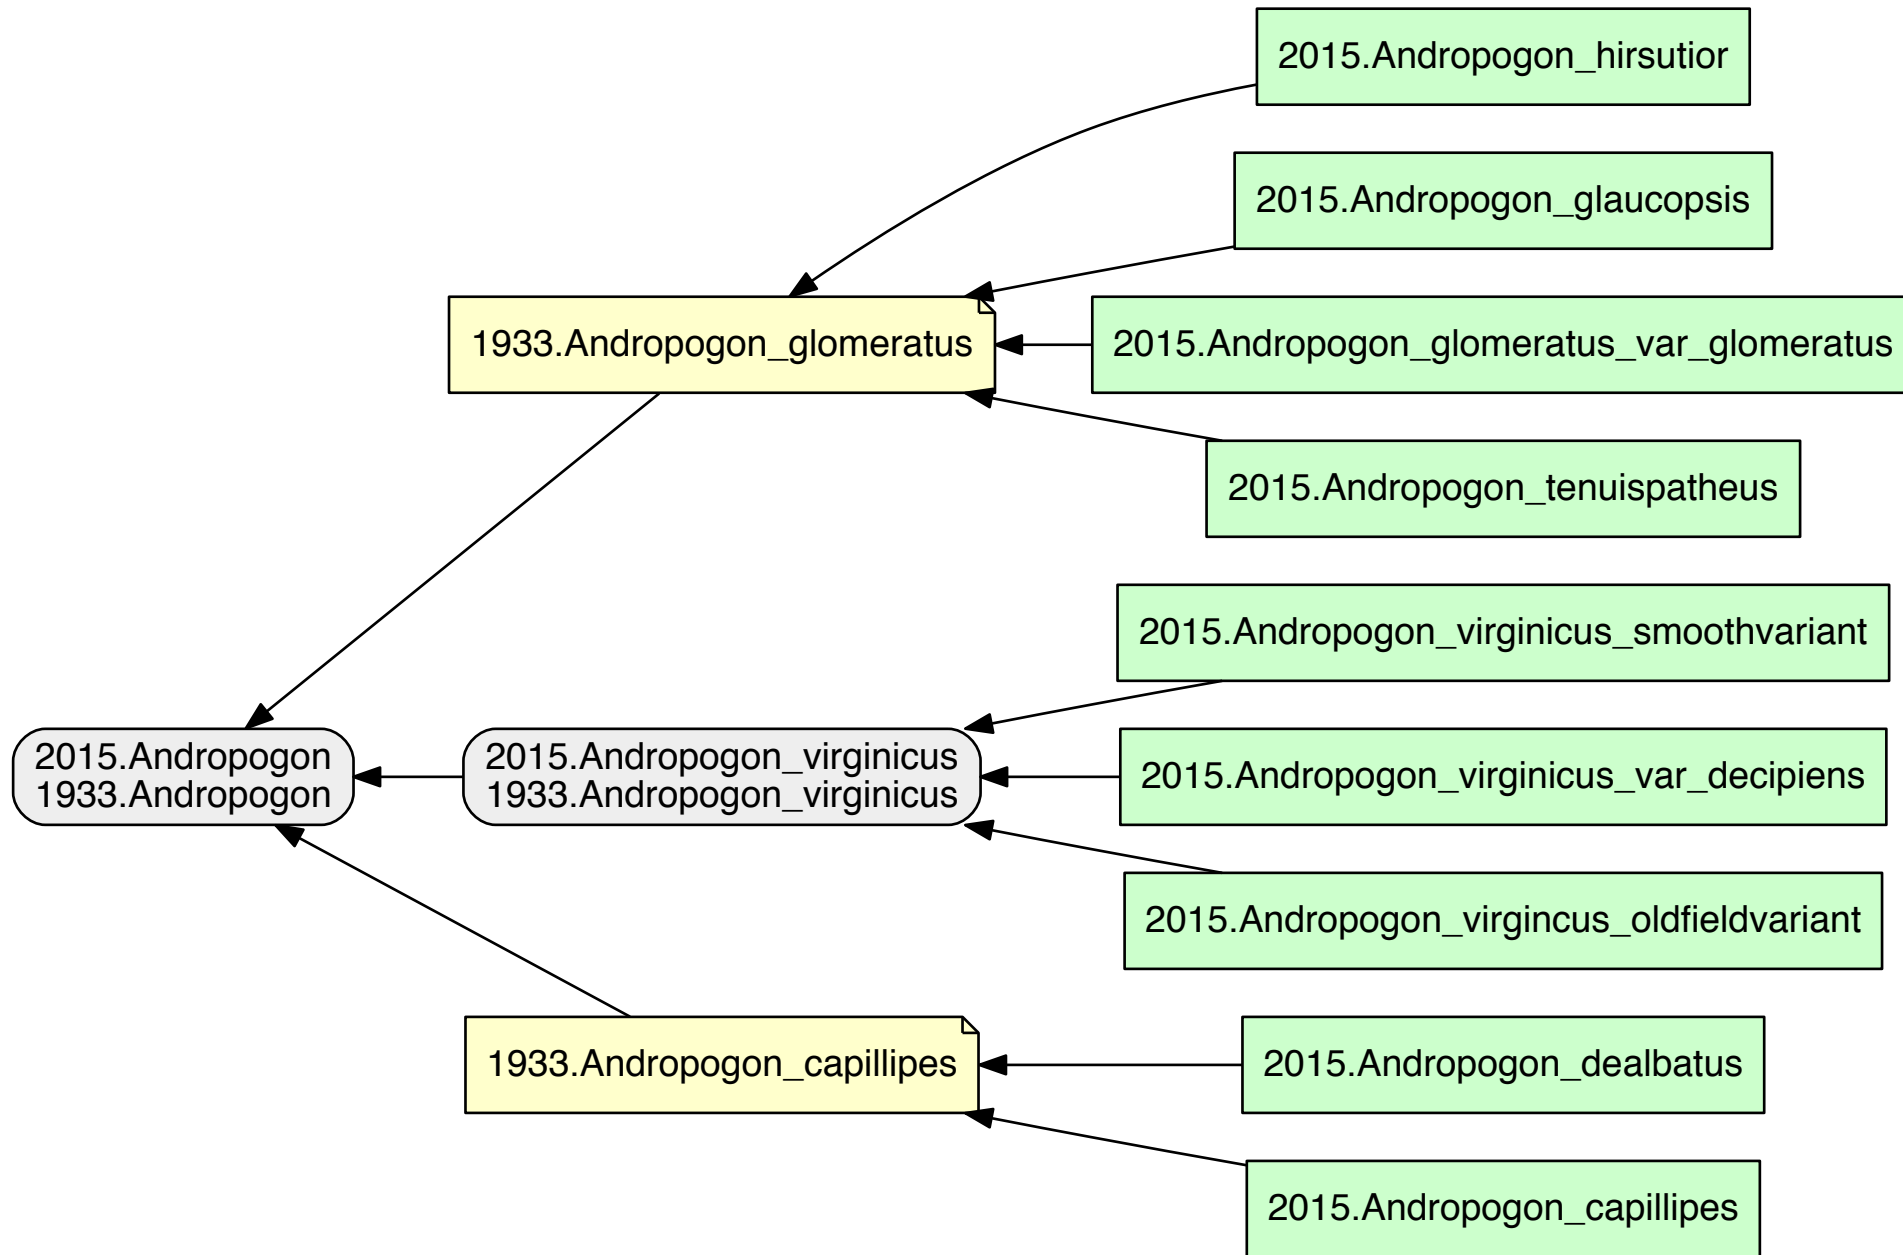 2015.Andropogon_hirsutior
2015.Andropogon_glaucopsis
1933.Andropogon_glomeratus
2015.Andropogon_glomeratus_var_glomeratus
2015.Andropogon_tenuispatheus
2015.Andropogon_virginicus_smoothvariant
2015.Andropogon
1933.Andropogon
2015.Andropogon_virginicus
1933.Andropogon_virginicus
2015.Andropogon_virginicus_var_decipiens
2015.Andropogon_virgincus_oldfieldvariant
1933.Andropogon_capillipes
2015.Andropogon_dealbatus
2015.Andropogon_capillipes